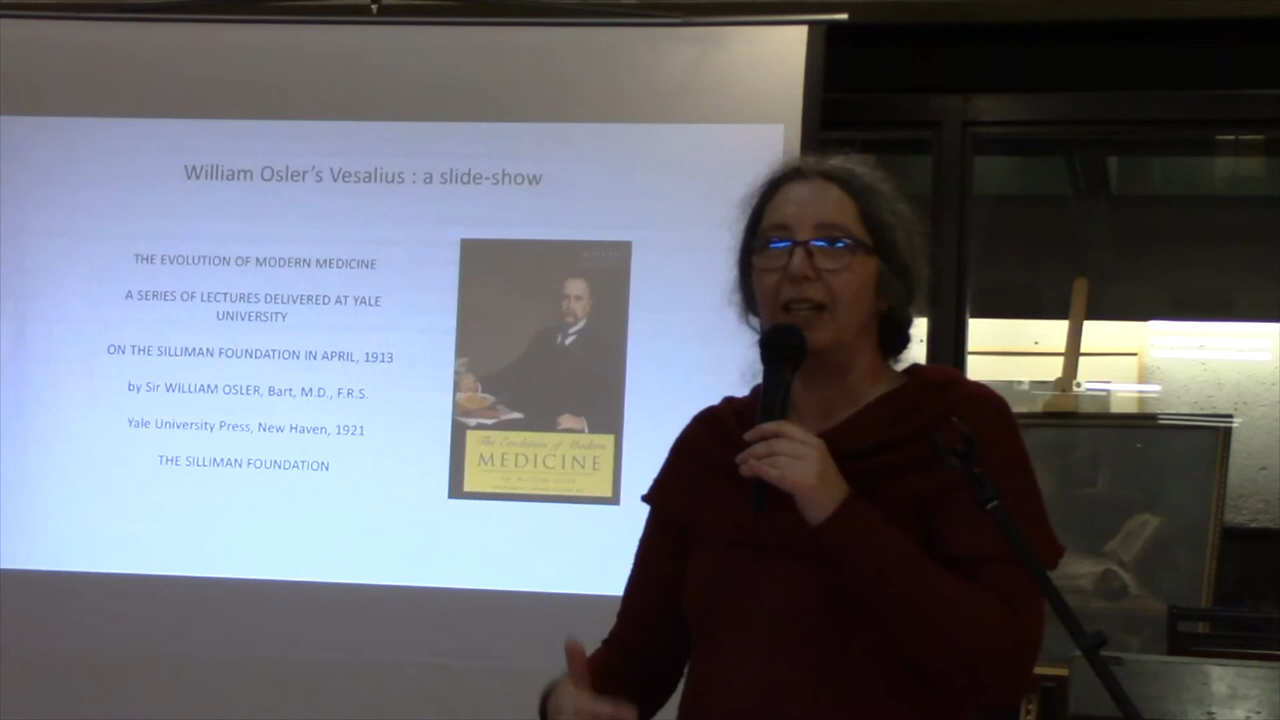 William Osler's Vesalius : a slide-show
THE EVOLUTION OF MODERN MEDICINE
A SERIES OF LECTURES DELIVERED AT YALE
UNIVERSITY
ON THE SILLIMAN FOUNDATION IN APRIL, 1913
by Sir WILLIAM OSLER, Bart, M.D., F.R.S.
Yale University Press, New Haven, 1921
THE SILLIMAN FOUNDATION
The Evolution of Modern
MEDICINE